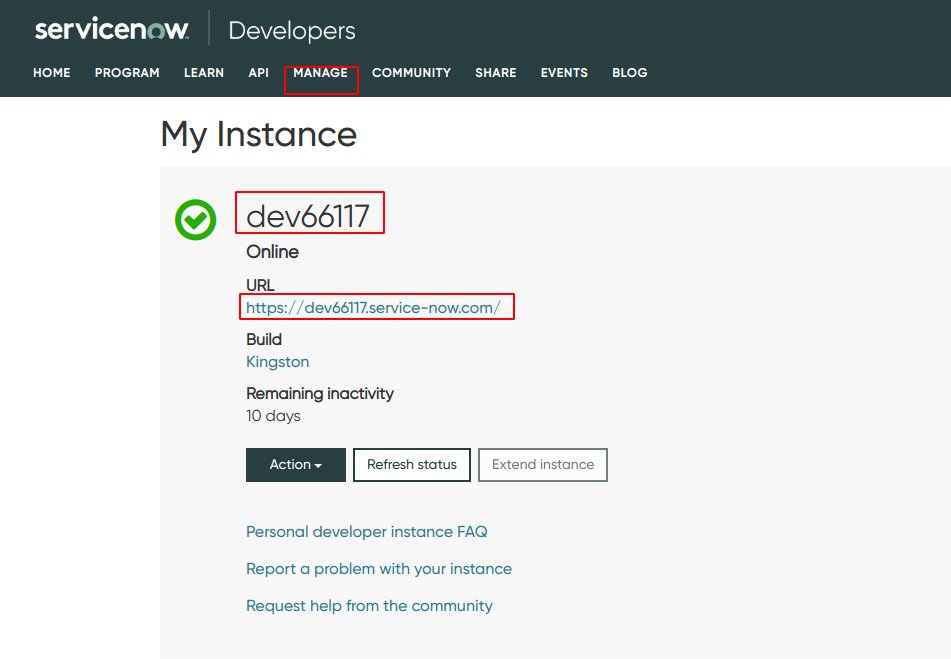 servicenow Developers
HOME PROGRAM LEARN API MANAGE COMMUNITY SHARE EVENTS BLOG
My Instance
dev66117
Online
URL
https://dev66117.service-now.com/
Build
Kingston
Remaining inactivity
10 days
Action Refresh status Extend instance
Personal developer instance FAQ
Report a problem with your instance
Request help from the community